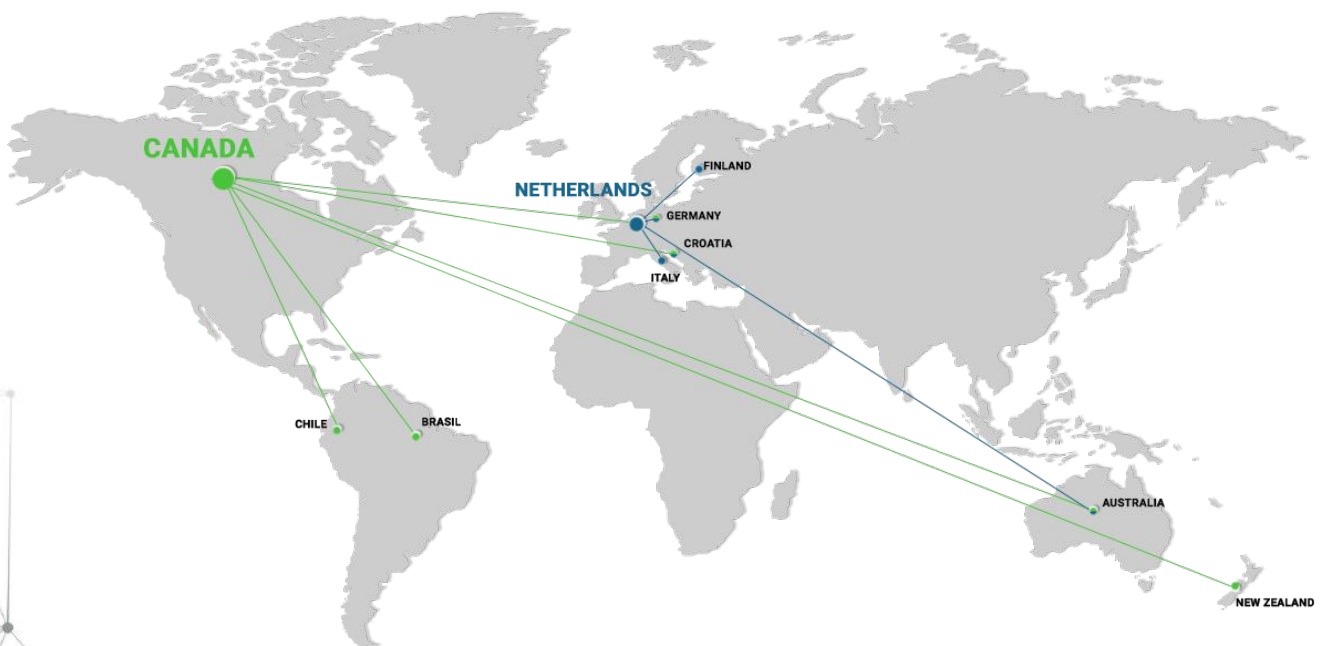 CANADA
FINLAND
NETHERLANDS
GERMANY
CROATIA
ITALY
CHILE
BRASIL
AUSTRALIA
NEW ZEALAND